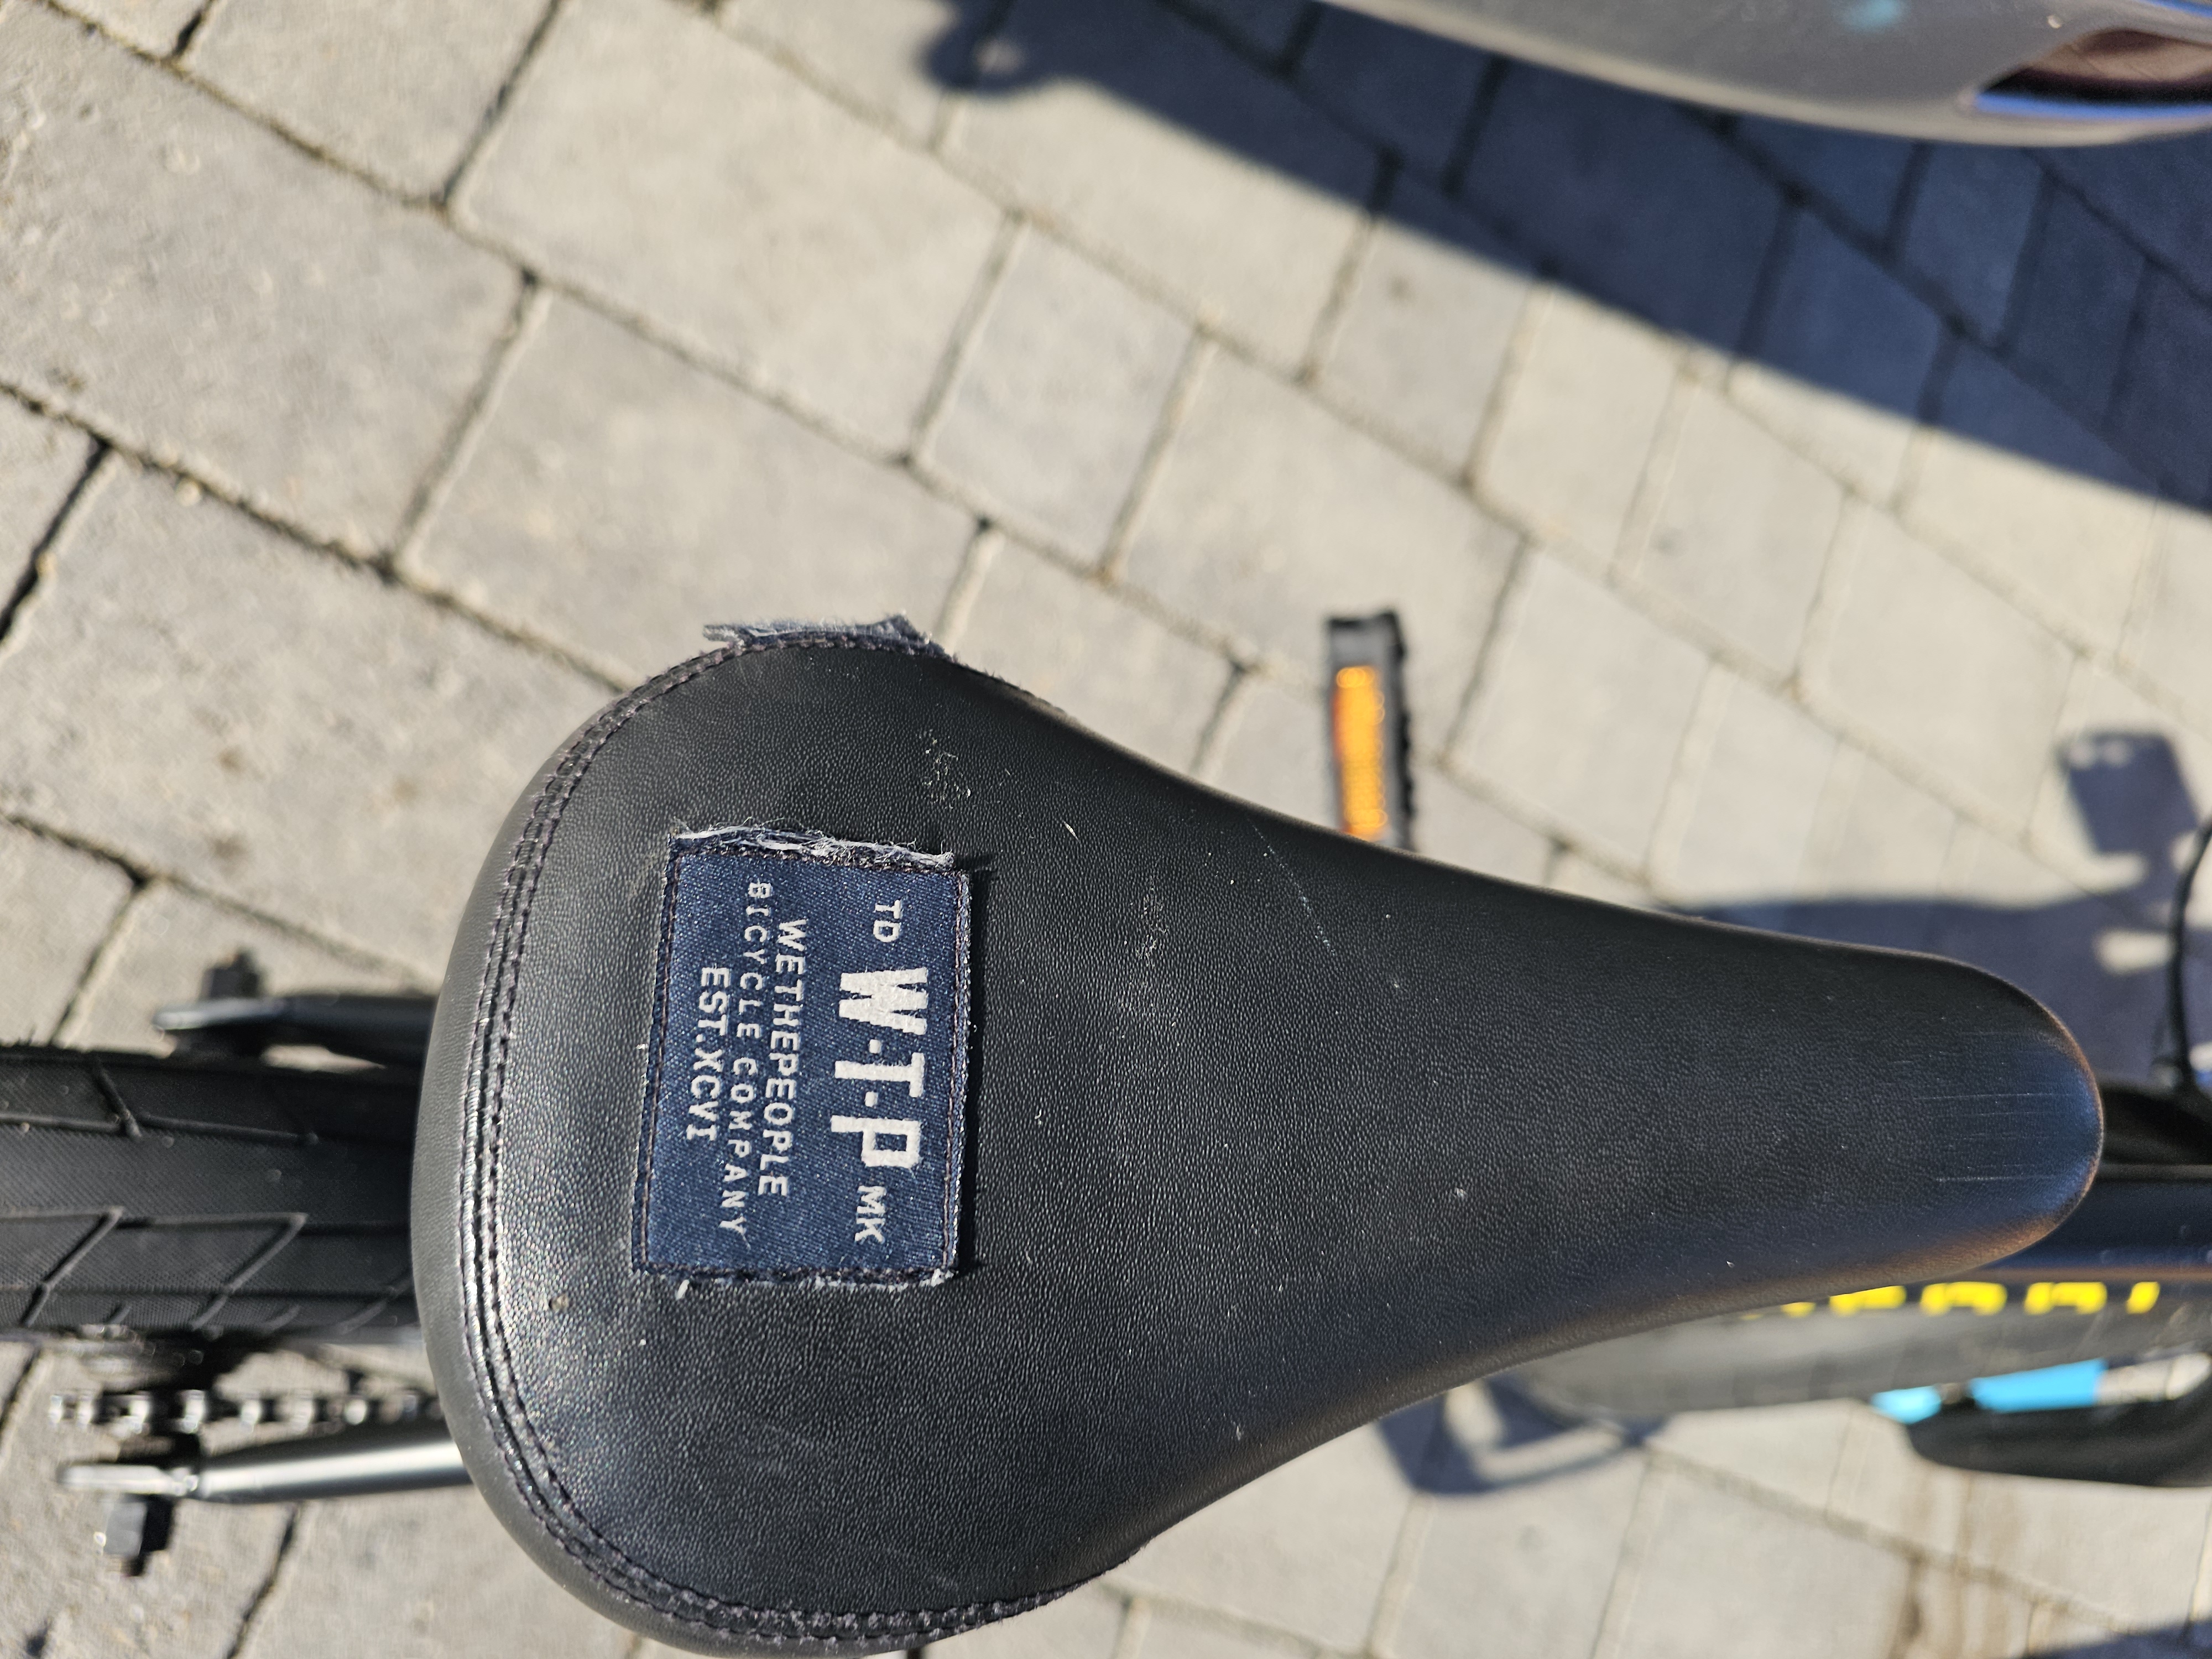 TD W·T·P MK
WETHEPEOPLE
BICYCLE COMPANY
EST.XCVI